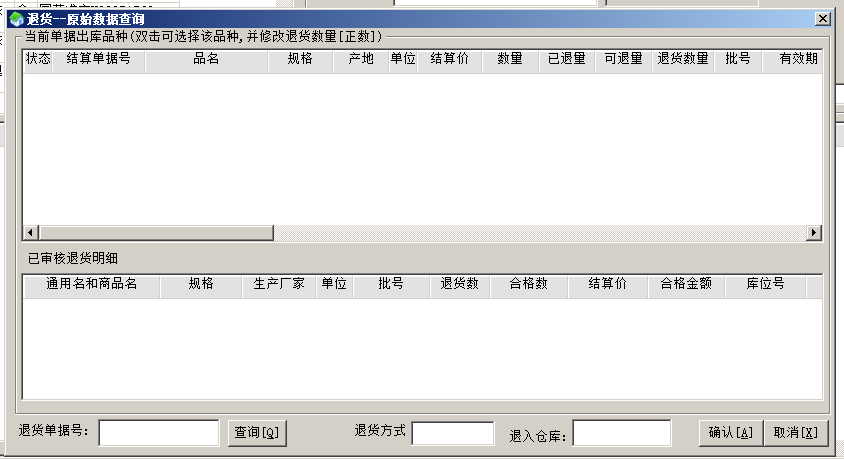 退货--原始数据查询
当前单据出库品种(双击可选择该品种,并修改退货数量[正数])
状态 结算单据号 品名 规格 产地 单位 结算价 数量 已退量 可退量 退货数量 批号 有效期
已审核退货明细
通用名和商品名 规格 生产厂家 单位 批号 退货数 合格数 结算价 合格金额 库位号
退货单据号: 查询[Q] 退货方式 退入仓库: 确认[A] 取消[X]